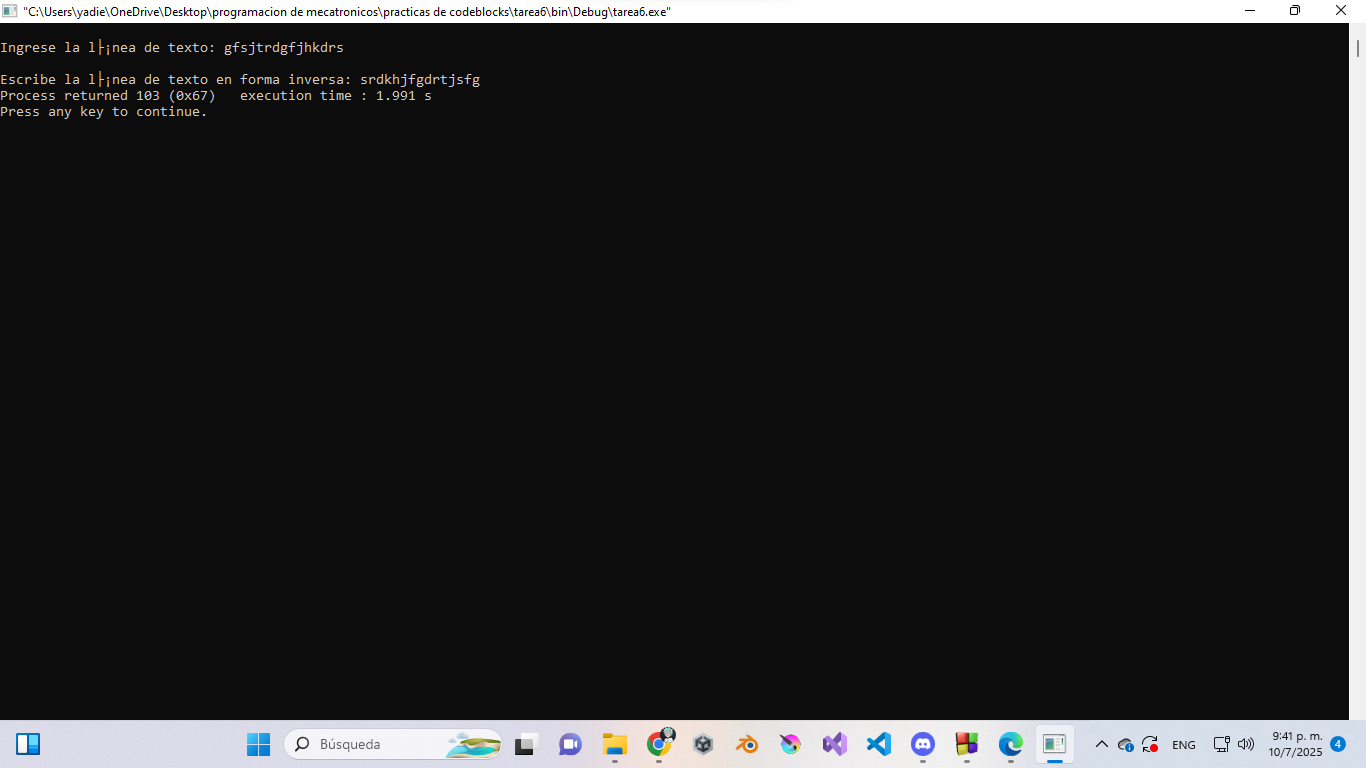 "C:\Users\yadie\OneDrive\Desktop\programacion de mecatronicos\practicas de codeblocks\tarea6\bin\Debug\tarea6.exe"
Ingrese la l├¡nea de texto: gfsjtrdgfjhkdrs
Escribe la l├¡nea de texto en forma inversa: srdkhjfgdrtjsfg
Process returned 103 (0x67)   execution time : 1.991 s
Press any key to continue.
Búsqueda
ENG
9:41 p. m.
10/7/2025
4